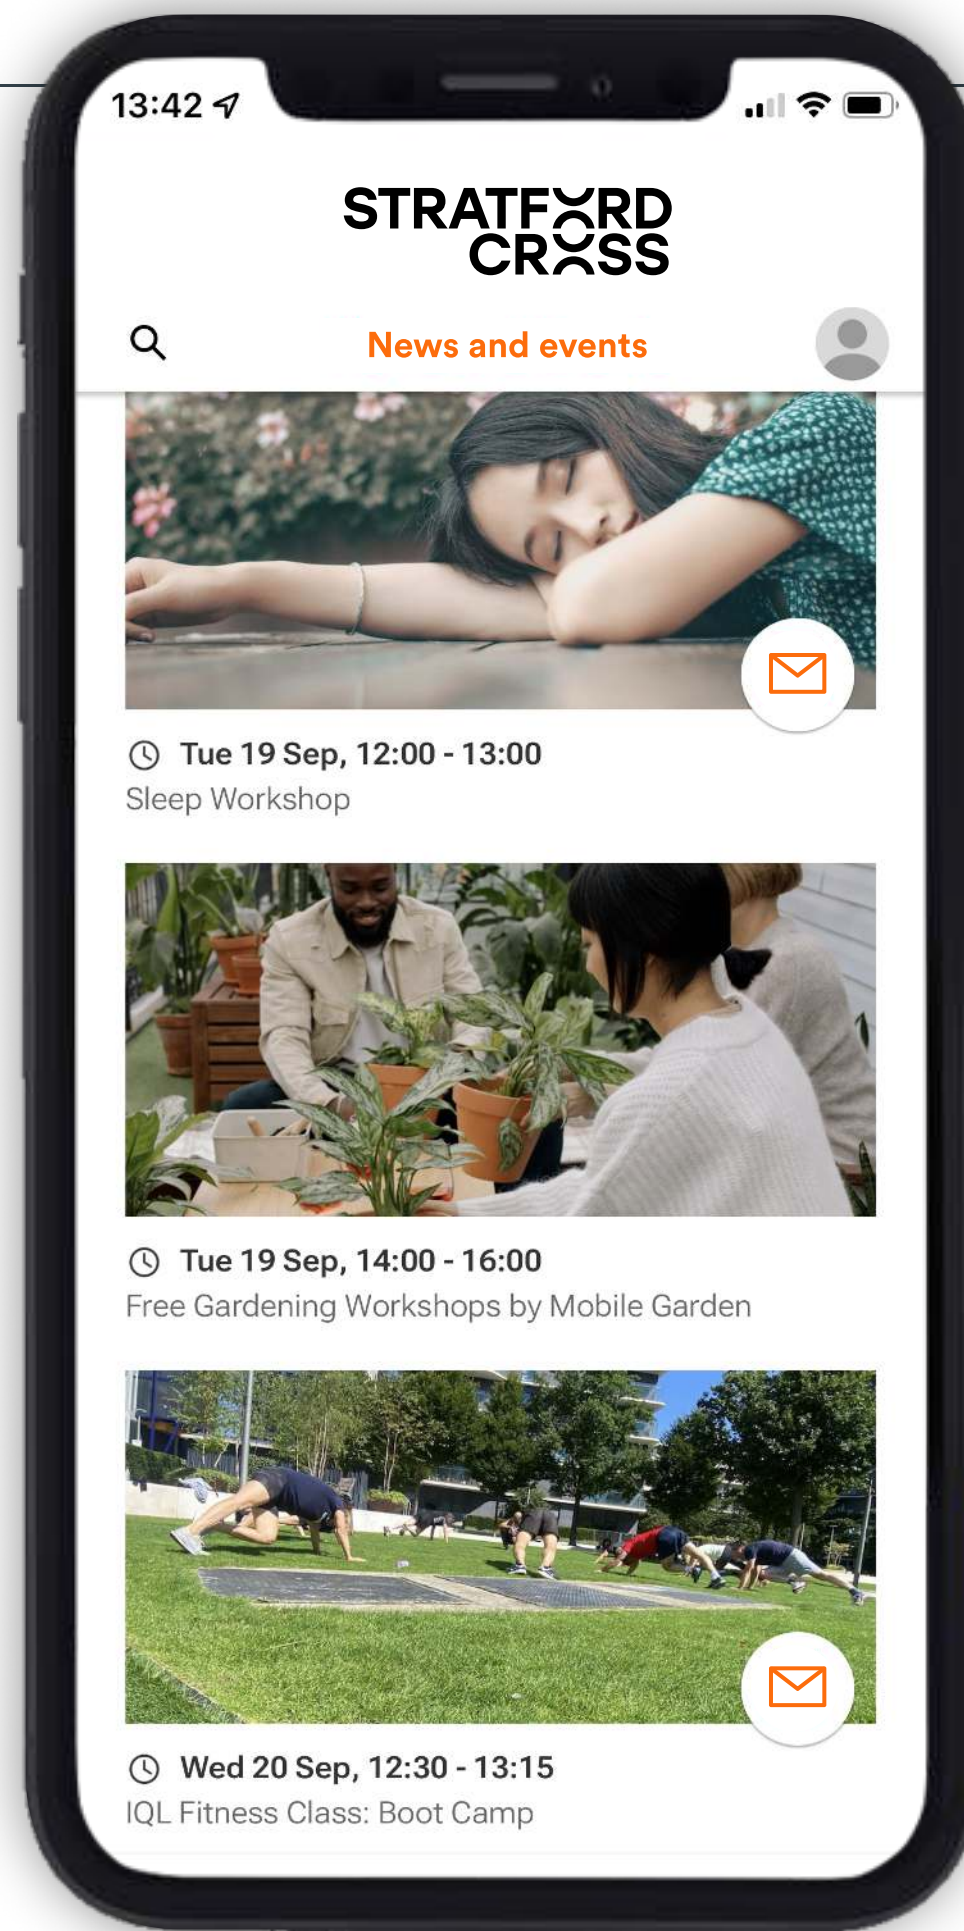 13:42
STRATFORD
CROSS
News and events
Tue 19 Sep, 12:00 - 13:00
Sleep Workshop
Tue 19 Sep, 14:00 - 16:00
Free Gardening Workshops by Mobile Garden
Wed 20 Sep, 12:30 - 13:15
IQL Fitness Class: Boot Camp